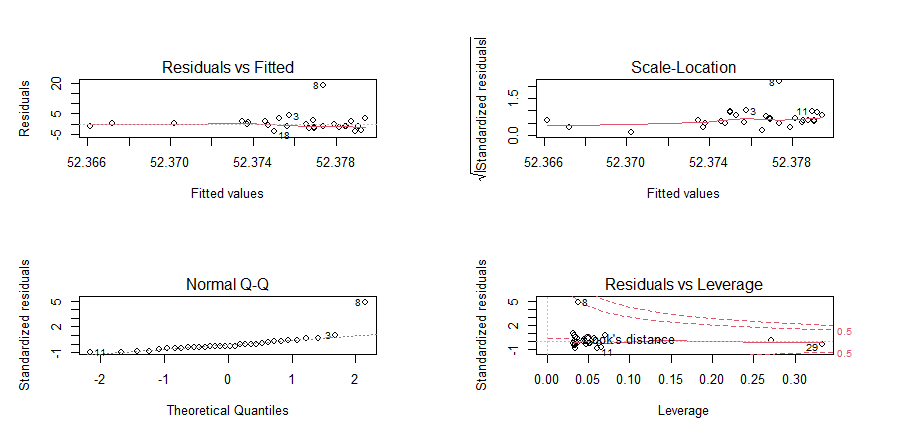 Residuals vs Fitted
Residuals
-5 5 20
8
3
18
52.366 52.370 52.374 52.378
Fitted values
Scale-Location
√|Standardized residuals|
0.0 1.5
8
3
11
52.366 52.370 52.374 52.378
Fitted values
Normal Q-Q
Standardized residuals
-1 2 5
8
3
11
-2 -1 0 1 2
Theoretical Quantiles
Residuals vs Leverage
Standardized residuals
-1 2 5
8
ok's distance
11
29
0.5
0.5
0.00 0.05 0.10 0.15 0.20 0.25 0.30
Leverage